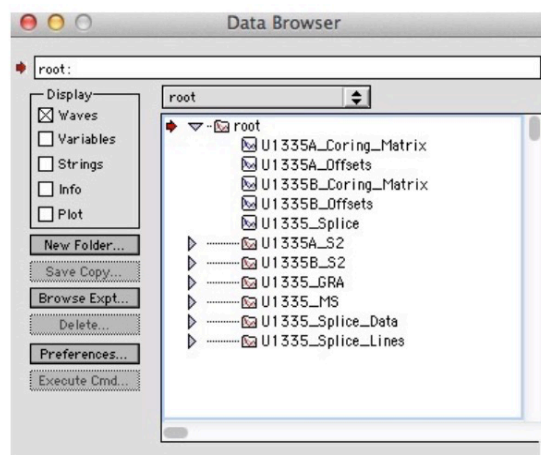 Data Browser
root:
Display
Waves
Variables
Strings
Info
Plot
New Folder...
Save Copy...
Browse Expt...
Delete...
Preferences...
Execute Cmd...
root
root
U1335A_Coring_Matrix
U1335A_Offsets
U1335B_Coring_Matrix
U1335B_Offsets
U1335_Splice
U1335A_S2
U1335B_S2
U1335_GRA
U1335_MS
U1335_Splice_Data
U1335_Splice_Lines